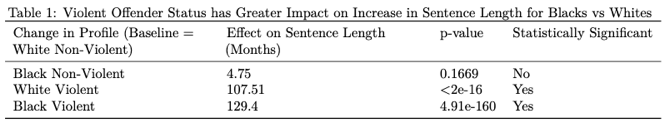 Table 1: Violent Offender Status has Greater Impact on Increase in Sentence Length for Blacks vs Whites
Change in Profile (Baseline = Effect on Sentence Length p-value Statistically Significant
White Non-Violent) (Months)
Black Non-Violent 4.75 0.1669 No
White Violent 107.51 <2e-16 Yes
Black Violent 129.4 4.91e-160 Yes